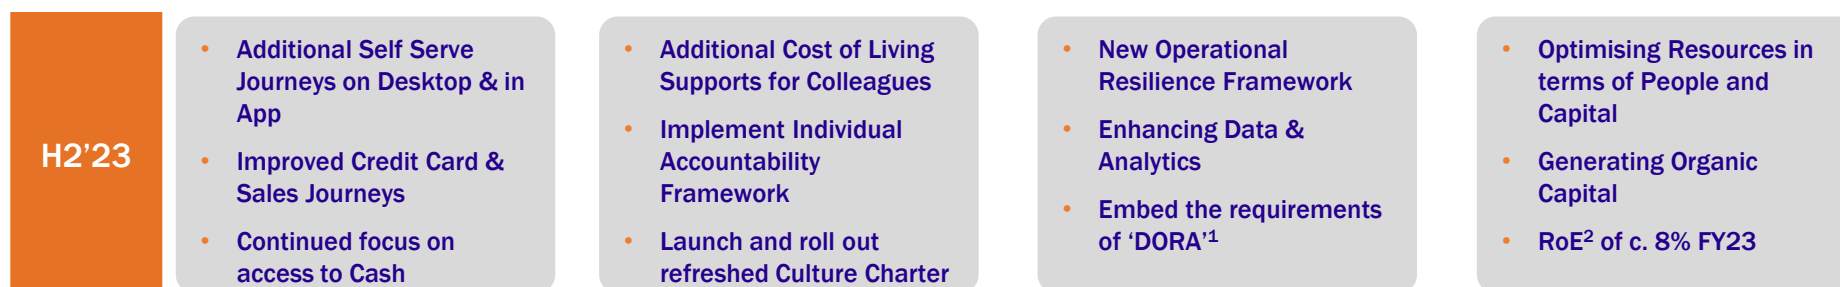 H2’23
• Additional Self Serve
Journeys on Desktop & in
App
• Improved Credit Card &
Sales Journeys
• Continued focus on
access to Cash
• Additional Cost of Living
Supports for Colleagues
• Implement Individual
Accountability
Framework
• Launch and roll out
refreshed Culture Charter
• New Operational
Resilience Framework
• Enhancing Data &
Analytics
• Embed the requirements
of ‘DORA’¹
• Optimising Resources in
terms of People and
Capital
• Generating Organic
Capital
• RoE² of c. 8% FY23